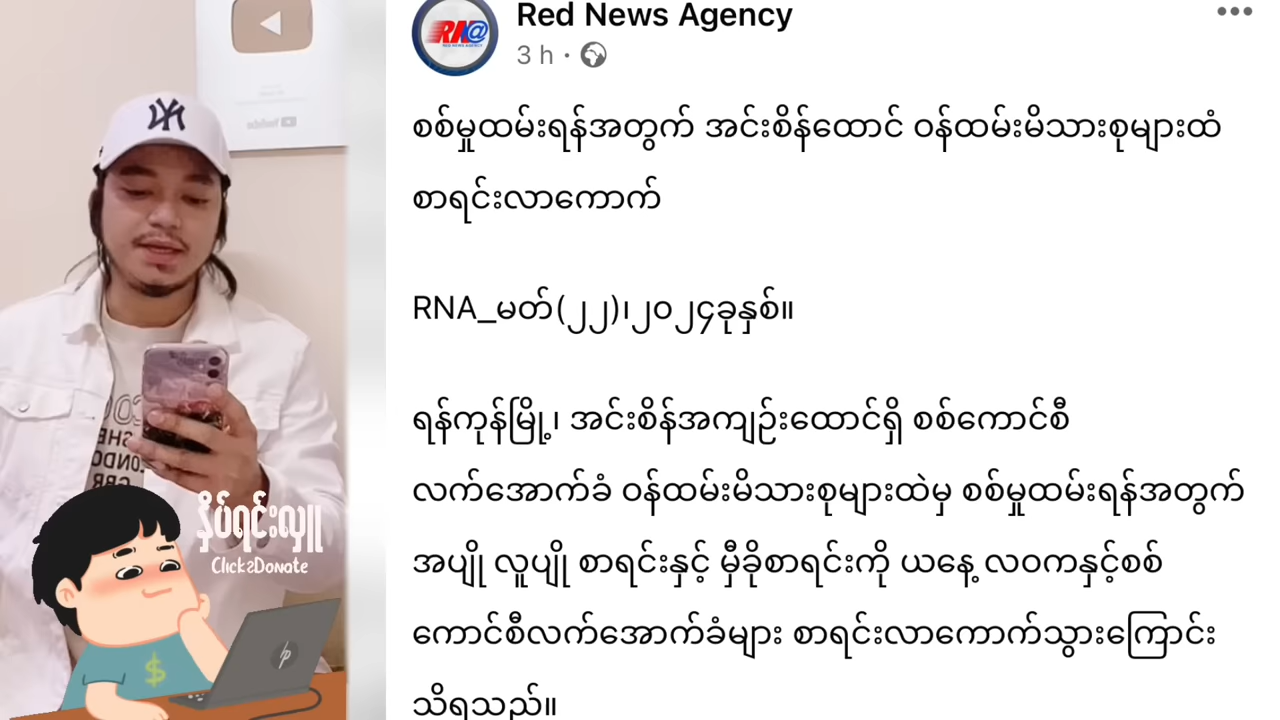 Red News Agency
3 h
RN@
RED NEWS AGENCY
စစ်မှုထမ်းရန်အတွက် အင်းစိန်ထောင် ဝန်ထမ်းမိသားစုများထံ
စာရင်းလာကောက်
RNA_မတ်(၂၂)၊၂၀၂၄ခုနှစ်။
ရန်ကုန်မြို့၊ အင်းစိန်အကျဉ်းထောင်ရှိ စစ်ကောင်စီ
လက်အောက်ခံ ဝန်ထမ်းမိသားစုများထဲမှ စစ်မှုထမ်းရန်အတွက်
အပျို လူပျို စာရင်းနှင့် မှီခိုစာရင်းကို ယနေ့ လဝကနှင့်စစ်
ကောင်စီလက်အောက်ခံများ စာရင်းလာကောက်သွားကြောင်း
သိရသည်။
နှိပ်ရင်းလှူ
Click2Donate
$
hp